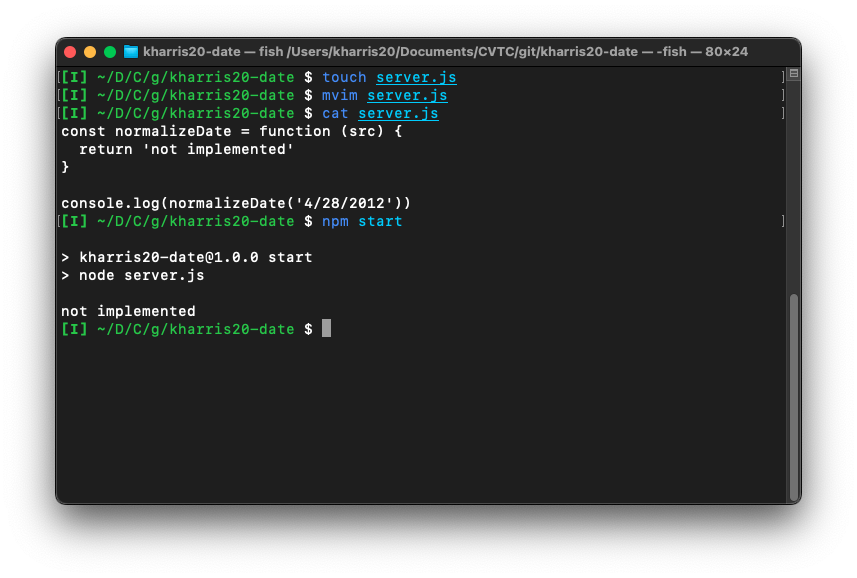 kharris20-date — fish /Users/kharris20/Documents/CVTC/git/kharris20-date — -fish — 80×24
[[I] ~/D/C/g/kharris20-date $ touch server.js ]
[[I] ~/D/C/g/kharris20-date $ mvim server.js ]
[[I] ~/D/C/g/kharris20-date $ cat server.js ]
const normalizeDate = function (src) {
  return 'not implemented'
}
console.log(normalizeDate('4/28/2012'))
[[I] ~/D/C/g/kharris20-date $ npm start ]
> kharris20-date@1.0.0 start
> node server.js
not implemented
[I] ~/D/C/g/kharris20-date $